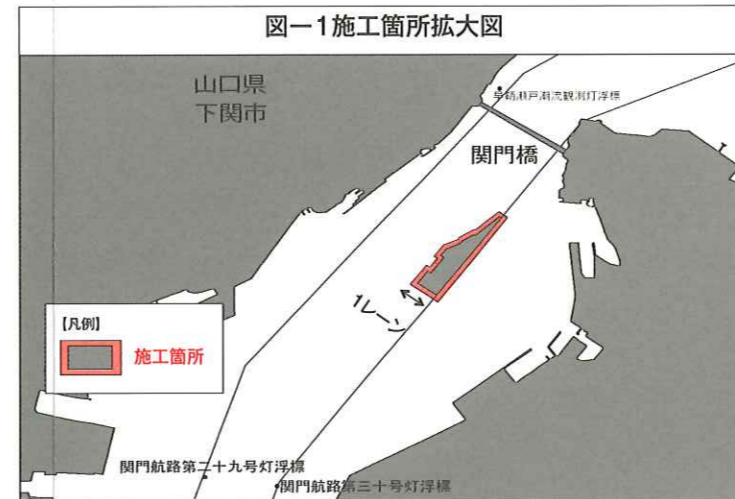 図ー1施工箇所拡大図
山口県
下関市
早鞆瀬戸潮流観測灯浮標
関門橋
1レーン
【凡例】
施工箇所
関門航路第二十九号灯浮標
関門航路第三十号灯浮標